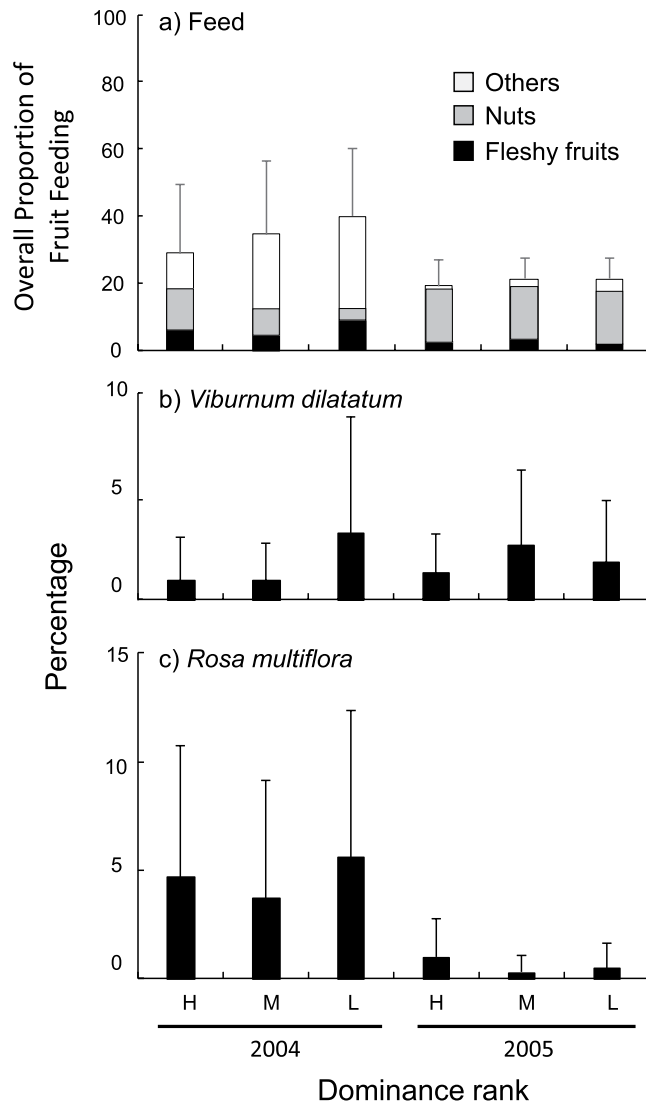 a) Feed
100
80
60
40
20
0
Others
Nuts
Fleshy fruits
Overall Proportion of
Fruit Feeding
b) Viburnum dilatatum
10
5
0
Percentage
c) Rosa multiflora
15
10
5
0
H M L H M L
2004 2005
Dominance rank